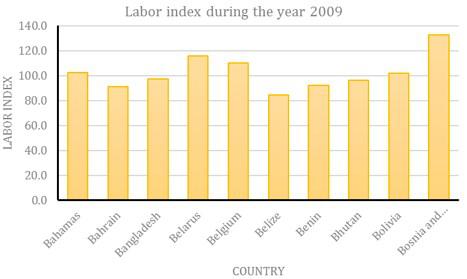 Labor index during the year 2009
LABOR INDEX
140.0
120.0
100.0
80.0
60.0
40.0
20.0
0.0
Bahamas
Bahrain
Bangladesh
Belarus
Belgium
Belize
Benin
Bhutan
Bolivia
Bosnia and...
COUNTRY